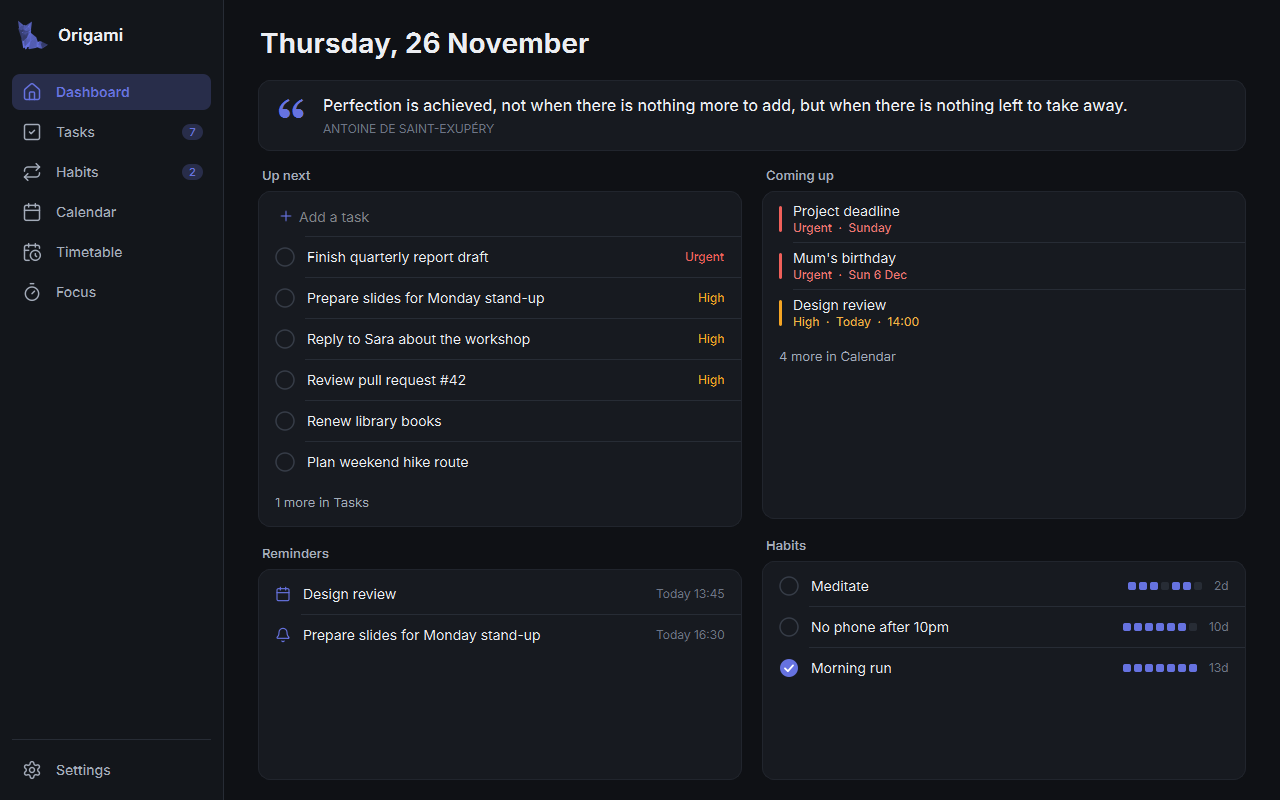 Origami
Dashboard
Tasks 7
Habits 2
Calendar
Timetable
Focus
Settings
Thursday, 26 November
Perfection is achieved, not when there is nothing more to add, but when there is nothing left to take away.
ANTOINE DE SAINT-EXUPÉRY
Up next
Add a task
Finish quarterly report draft Urgent
Prepare slides for Monday stand-up High
Reply to Sara about the workshop High
Review pull request #42 High
Renew library books
Plan weekend hike route
1 more in Tasks
Coming up
Project deadline
Urgent · Sunday
Mum's birthday
Urgent · Sun 6 Dec
Design review
High · Today · 14:00
4 more in Calendar
Reminders
Design review Today 13:45
Prepare slides for Monday stand-up Today 16:30
Habits
Meditate 2d
No phone after 10pm 10d
Morning run 13d